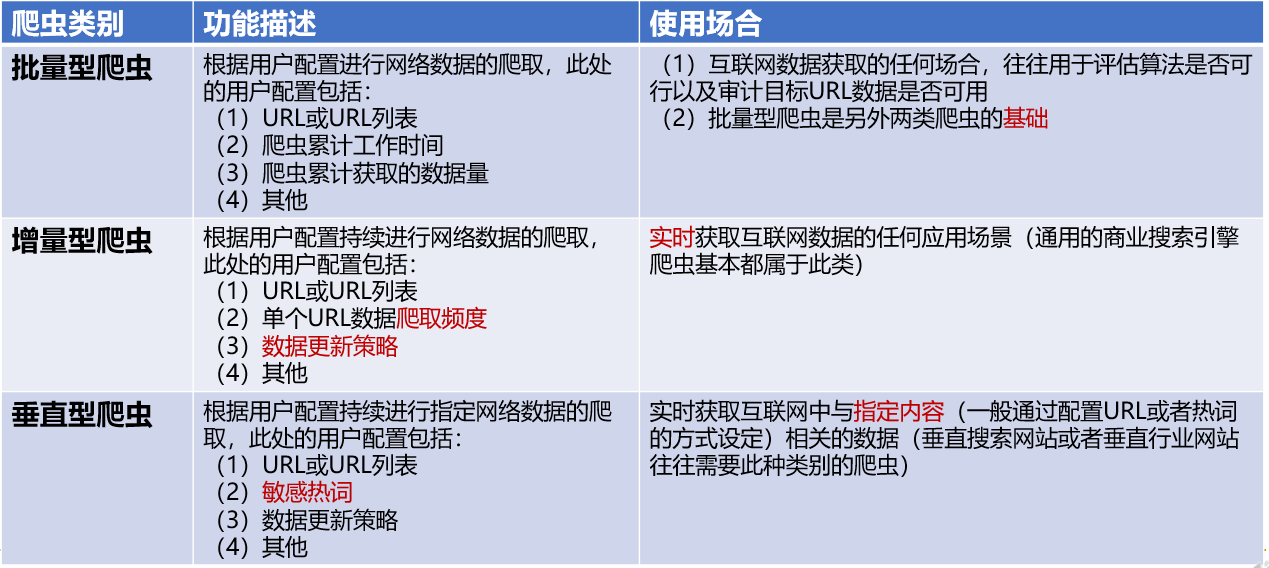 爬虫类别
功能描述
使用场合
批量型爬虫
根据用户配置进行网络数据的爬取，此处
的用户配置包括：
（1）URL或URL列表
（2）爬虫累计工作时间
（3）爬虫累计获取的数据量
（4）其他
（1）互联网数据获取的任何场合，往往用于评估算法是否可
行以及审计目标URL数据是否可用
（2）批量型爬虫是另外两类爬虫的基础
增量型爬虫
根据用户配置持续进行网络数据的爬取，
此处的用户配置包括：
（1）URL或URL列表
（2）单个URL数据爬取频度
（3）数据更新策略
（4）其他
实时获取互联网数据的任何应用场景（通用的商业搜索引擎
爬虫基本都属于此类）
垂直型爬虫
根据用户配置持续进行指定网络数据的爬
取，此处的用户配置包括：
（1）URL或URL列表
（2）敏感热词
（3）数据更新策略
（4）其他
实时获取互联网中与指定内容（一般通过配置URL或者热词
的方式设定）相关的数据（垂直搜索网站或者垂直行业网站
往往需要此种类别的爬虫）